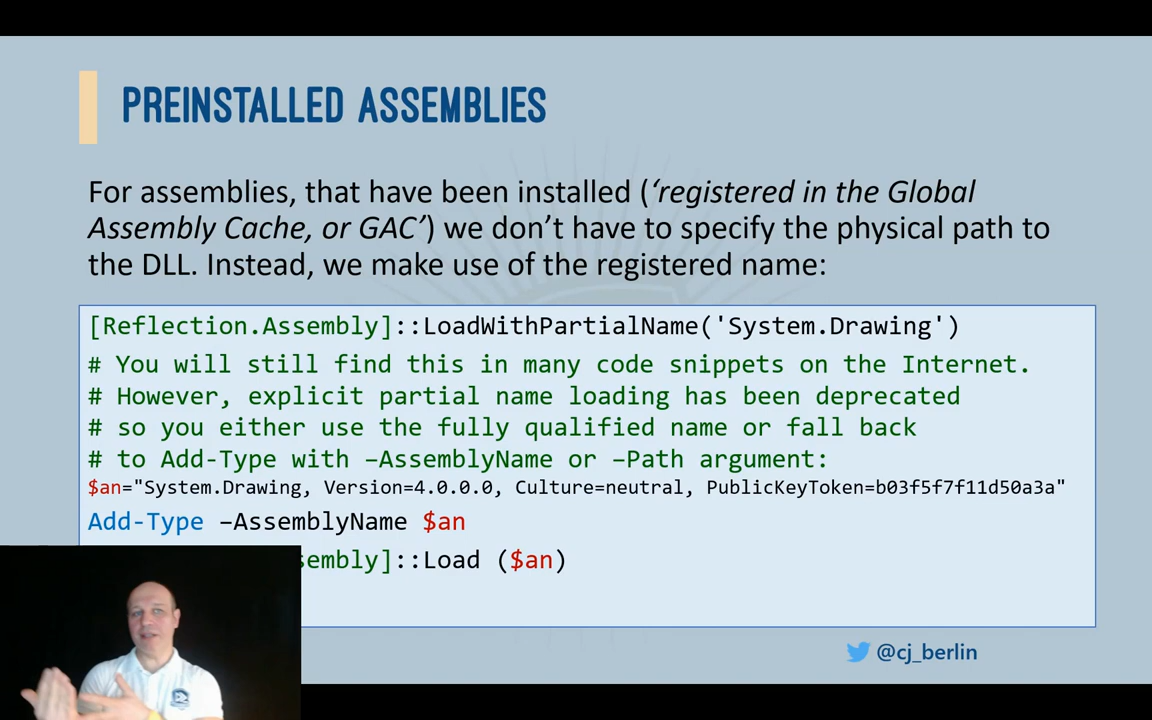 PREINSTALLED ASSEMBLIES
For assemblies, that have been installed (‘registered in the Global
Assembly Cache, or GAC’) we don’t have to specify the physical path to
the DLL. Instead, we make use of the registered name:
[Reflection.Assembly]::LoadWithPartialName('System.Drawing')
# You will still find this in many code snippets on the Internet.
# However, explicit partial name loading has been deprecated
# so you either use the fully qualified name or fall back
# to Add-Type with –AssemblyName or –Path argument:
$an="System.Drawing, Version=4.0.0.0, Culture=neutral, PublicKeyToken=b03f5f7f11d50a3a"
Add-Type –AssemblyName $an
sembly]::Load ($an)
@cj_berlin